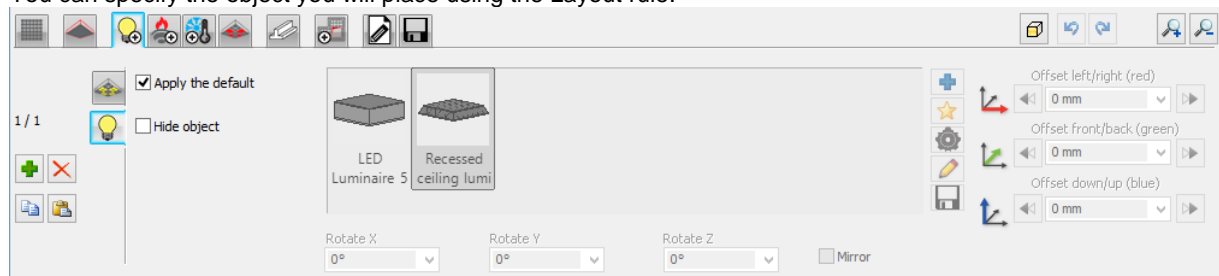 You can specify the object you will place using the Layout rule.
Apply the default
1 / 1
Hide object
LED
Luminaire 5
Recessed
ceiling lumi
Offset left/right (red)
0 mm
Offset front/back (green)
0 mm
Offset down/up (blue)
0 mm
Rotate X
0°
Rotate Y
0°
Rotate Z
0°
Mirror